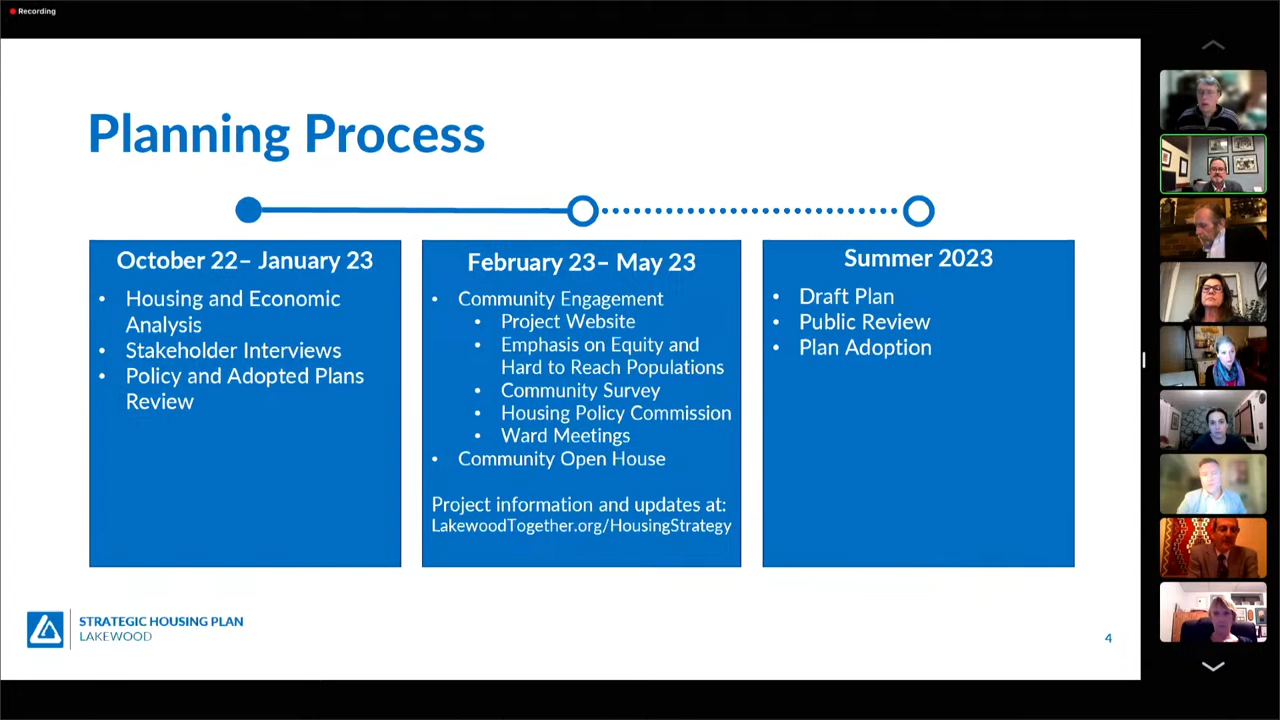 Recording
Planning Process
October 22– January 23
• Housing and Economic
Analysis
• Stakeholder Interviews
• Policy and Adopted Plans
Review
February 23– May 23
• Community Engagement
• Project Website
• Emphasis on Equity and
Hard to Reach Populations
• Community Survey
• Housing Policy Commission
• Ward Meetings
• Community Open House
Project information and updates at:
LakewoodTogether.org/HousingStrategy
Summer 2023
• Draft Plan
• Public Review
• Plan Adoption
STRATEGIC HOUSING PLAN
LAKEWOOD
4